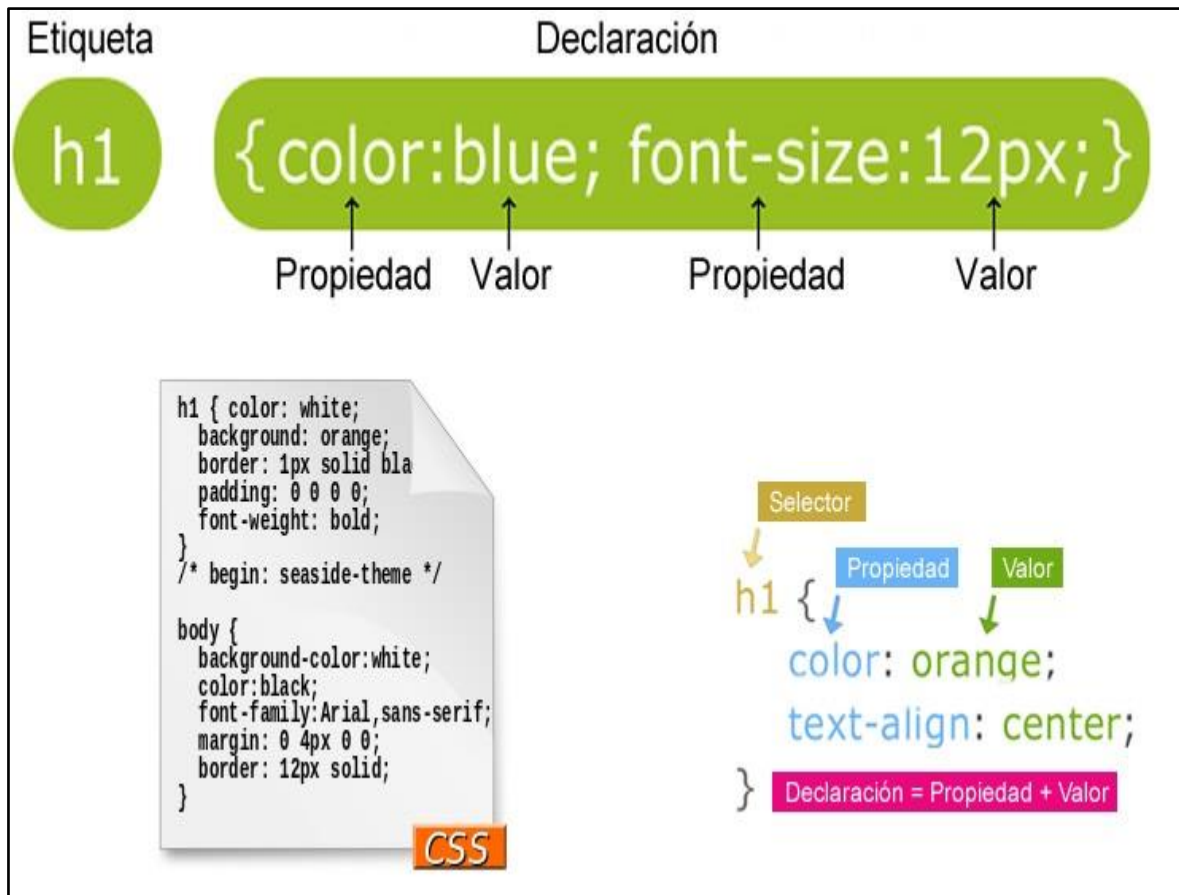 Etiqueta Declaración
h1 { color:blue; font-size:12px; }
Propiedad Valor Propiedad Valor
h1 { color: white;
background: orange;
border: 1px solid bla
padding: 0 0 0 0;
font-weight: bold;
}
/* begin: seaside-theme */
body {
background-color:white;
color:black;
font-family:Arial,sans-serif;
margin: 0 4px 0 0;
border: 12px solid;
}
CSS
Selector
Propiedad Valor
h1 {
color: orange;
text-align: center;
} Declaración = Propiedad + Valor